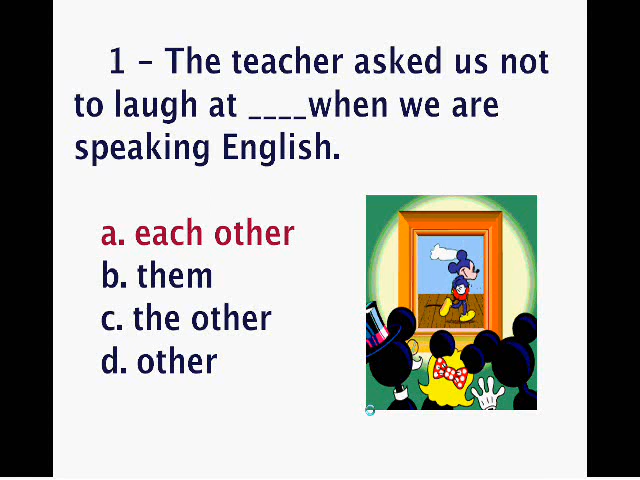 1 – The teacher asked us not
to laugh at ____when we are
speaking English.
a. each other
b. them
c. the other
d. other